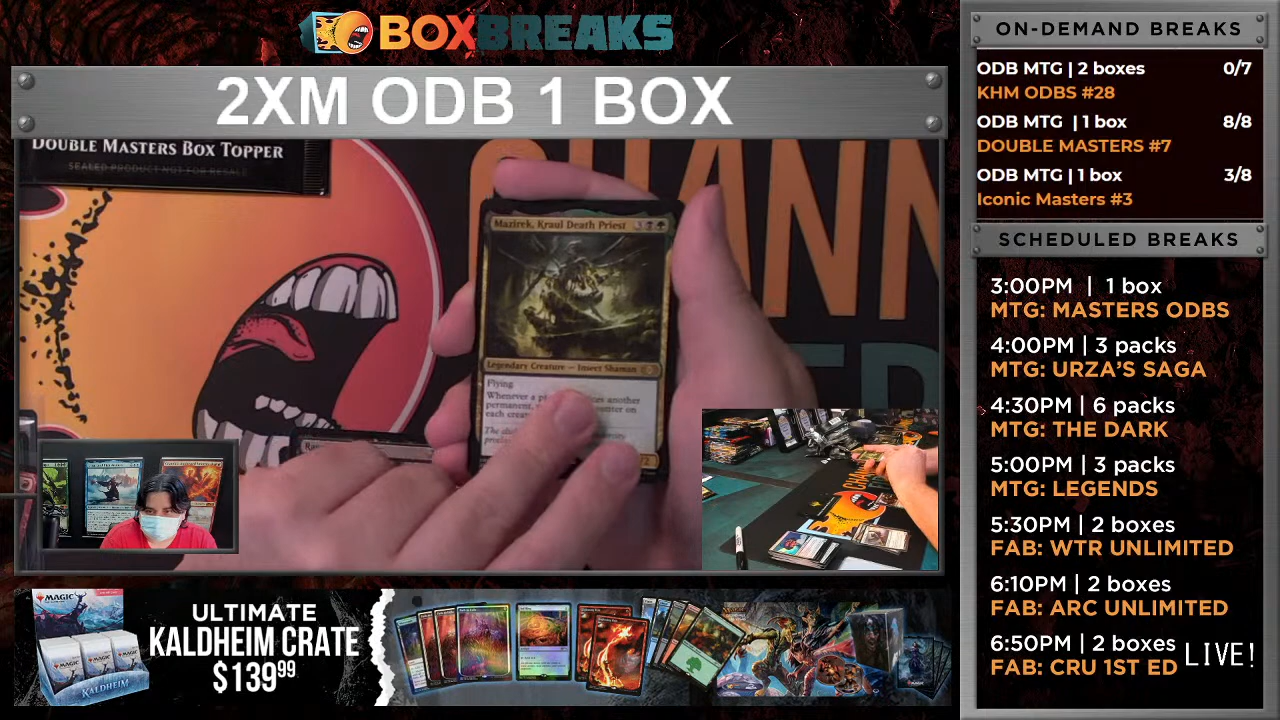 BOXBREAKS
2XM ODB 1 BOX
DOUBLE MASTERS BOX TOPPER
SEALED PRODUCT NOT FOR RESALE
Mazirek, Kraul Death Priest
Legendary Creature — Insect Shaman
Flying
Whenever a
another
permanent,
on
each
MAGIC
KALDHEIM
ULTIMATE
KALDHEIM CRATE
$139.99
ON-DEMAND BREAKS
ODB MTG | 2 boxes 0/7
KHM ODBS #28
ODB MTG | 1 box 8/8
DOUBLE MASTERS #7
ODB MTG | 1 box 3/8
Iconic Masters #3
SCHEDULED BREAKS
3:00PM | 1 box
MTG: MASTERS ODBS
4:00PM | 3 packs
MTG: URZA'S SAGA
4:30PM | 6 packs
MTG: THE DARK
5:00PM | 3 packs
MTG: LEGENDS
5:30PM | 2 boxes
FAB: WTR UNLIMITED
6:10PM | 2 boxes
FAB: ARC UNLIMITED
6:50PM | 2 boxes
FAB: CRU 1ST ED
LIVE!